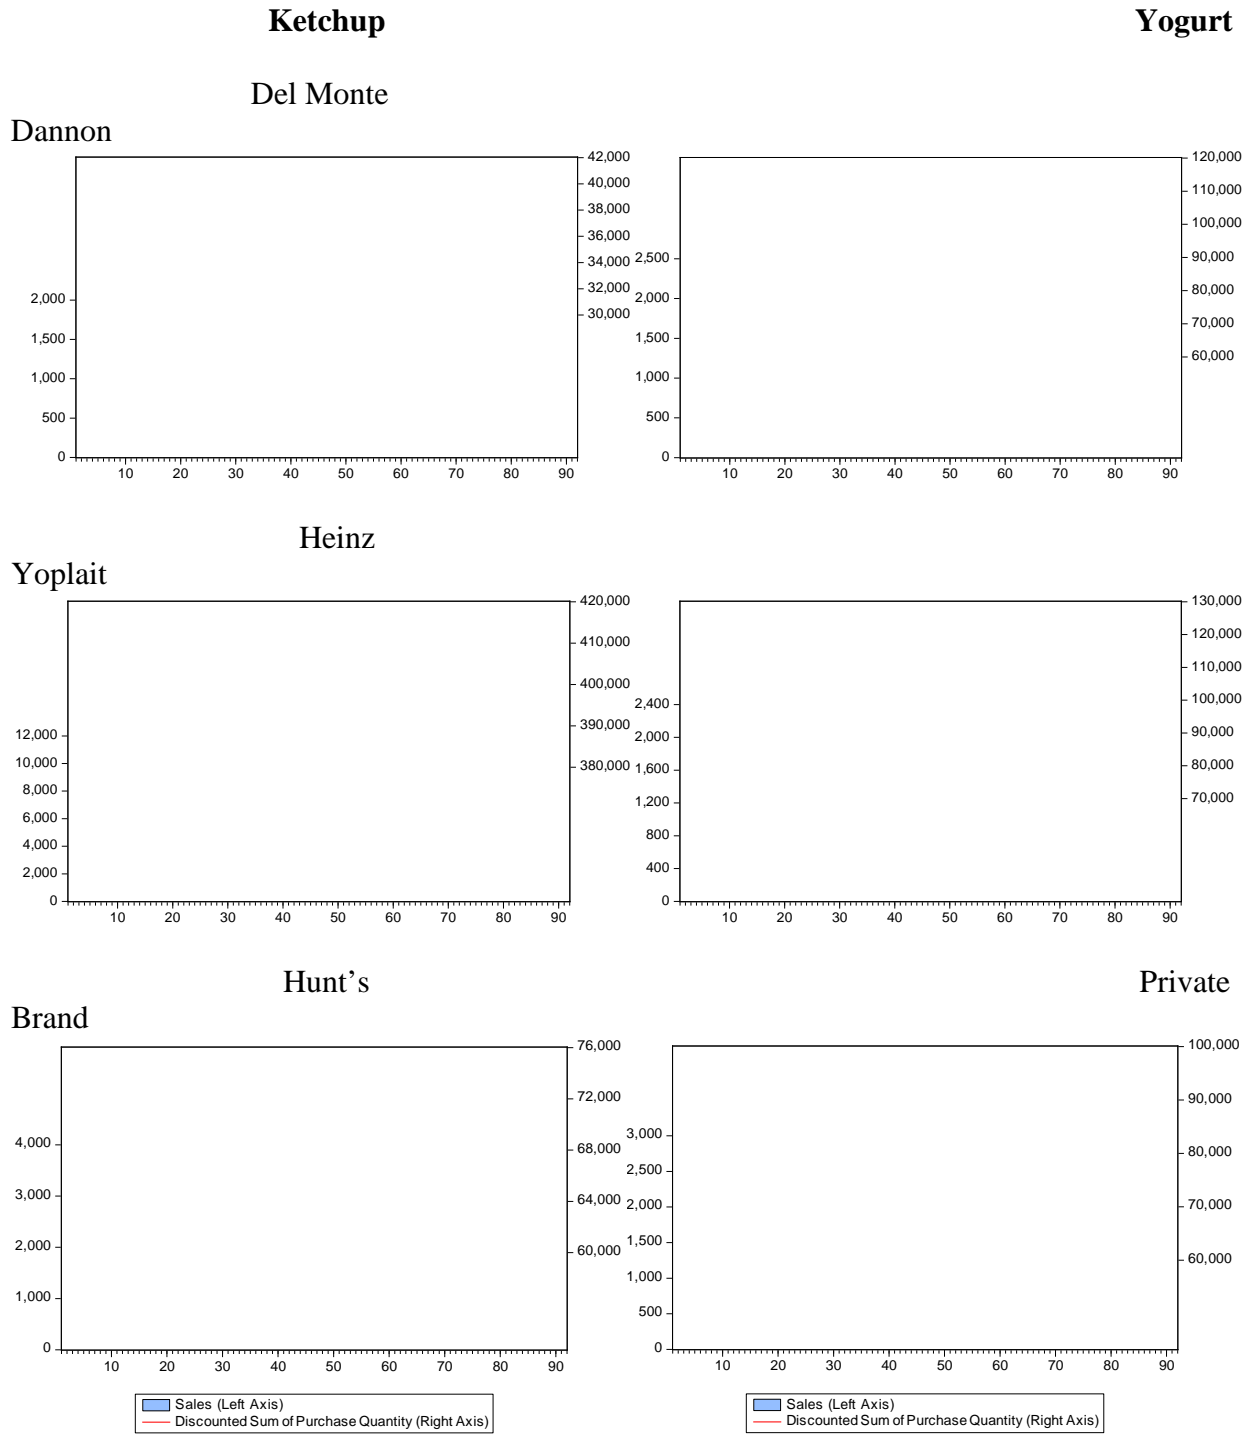 Ketchup Yogurt
Del Monte
Dannon
42,000 120,000
40,000 110,000
38,000 100,000
36,000 90,000
34,000 2,500
32,000 80,000
2,000 2,000
30,000 70,000
1,500 1,500 60,000
1,000 1,000
500 500
0 0
10 20 30 40 50 60 70 80 90 10 20 30 40 50 60 70 80 90
Heinz
Yoplait
420,000 130,000
410,000 120,000
400,000 110,000
390,000 2,400 100,000
12,000 2,000 90,000
10,000 380,000 1,600 80,000
8,000 1,200 70,000
6,000 800
4,000 400
2,000
0 0
10 20 30 40 50 60 70 80 90 10 20 30 40 50 60 70 80 90
Hunt’s Private
Brand
76,000 100,000
72,000 90,000
4,000 68,000 3,000 80,000
3,000 64,000 2,500 70,000
2,000 60,000 2,000 60,000
1,000 1,500
1,000
500
0 0
10 20 30 40 50 60 70 80 90 10 20 30 40 50 60 70 80 90
Sales (Left Axis) Sales (Left Axis)
Discounted Sum of Purchase Quantity (Right Axis) Discounted Sum of Purchase Quantity (Right Axis)